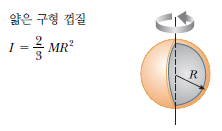 얇은 구형 껍질
I = 2/3 MR²
R